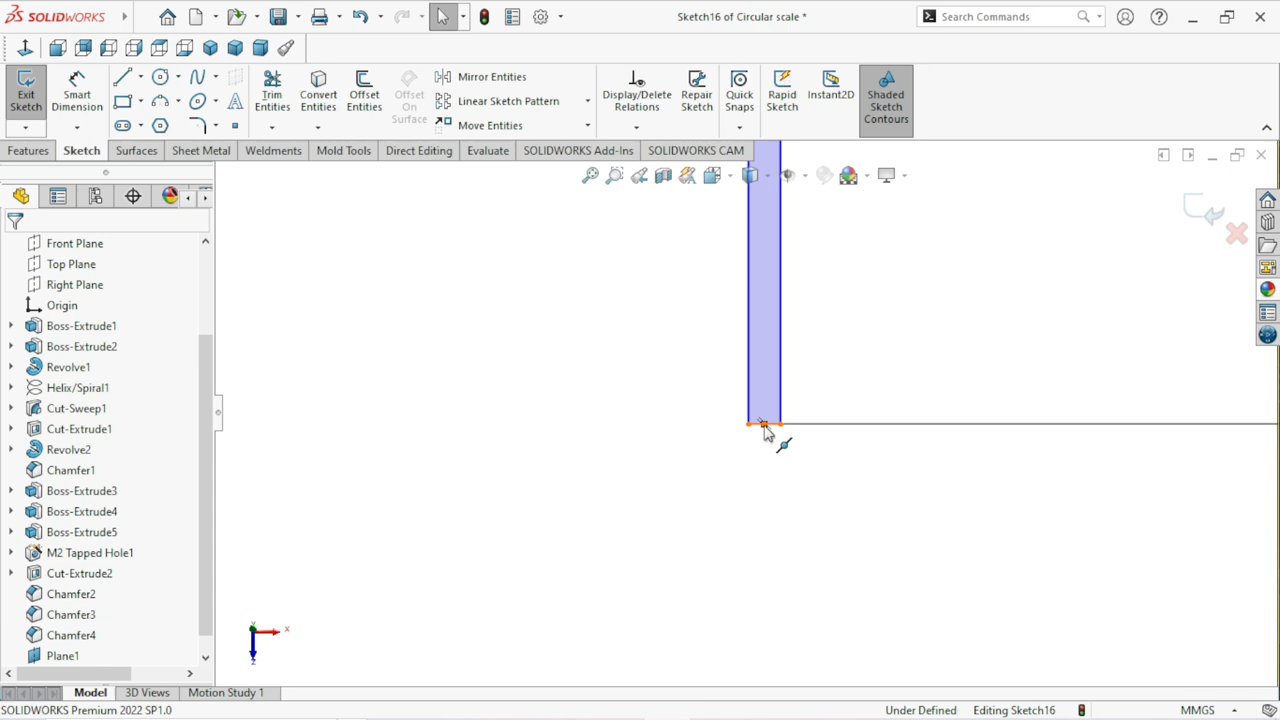 SOLIDWORKS
Sketch16 of Circular scale *
Search Commands
Exit Sketch
Smart Dimension
Trim Entities
Convert Entities
Offset Entities
Offset On Surface
Mirror Entities
Linear Sketch Pattern
Move Entities
Display/Delete Relations
Repair Sketch
Quick Snaps
Rapid Sketch
Instant2D
Shaded Sketch Contours
Features
Sketch
Surfaces
Sheet Metal
Weldments
Mold Tools
Direct Editing
Evaluate
SOLIDWORKS Add-Ins
SOLIDWORKS CAM
Front Plane
Top Plane
Right Plane
Origin
Boss-Extrude1
Boss-Extrude2
Revolve1
Helix/Spiral1
Cut-Sweep1
Cut-Extrude1
Revolve2
Chamfer1
Boss-Extrude3
Boss-Extrude4
Boss-Extrude5
M2 Tapped Hole1
Cut-Extrude2
Chamfer2
Chamfer3
Chamfer4
Plane1
Y
X
Z
Model
3D Views
Motion Study 1
SOLIDWORKS Premium 2022 SP1.0
Under Defined
Editing Sketch16
MMGS